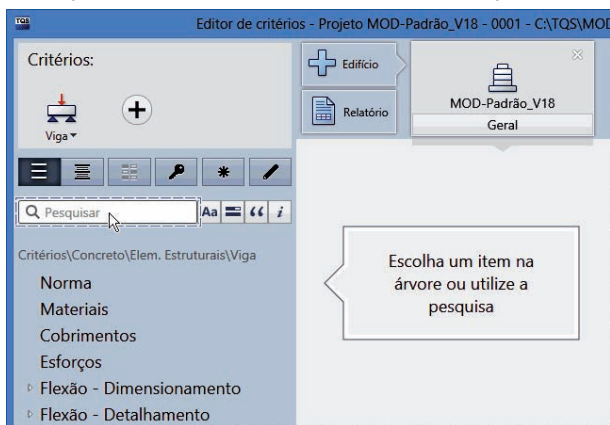 TQS
Editor de critérios - Projeto MOD-Padrão_V18 - 0001 - C:\TQS\MOD
Critérios:
Viga
Edifício
Relatório
MOD-Padrão_V18
Geral
Pesquisar
Aa
“
i
Critérios\Concreto\Elem. Estruturais\Viga
Norma
Materiais
Cobrimentos
Esforços
Flexão - Dimensionamento
Flexão - Detalhamento
Escolha um item na
árvore ou utilize a
pesquisa